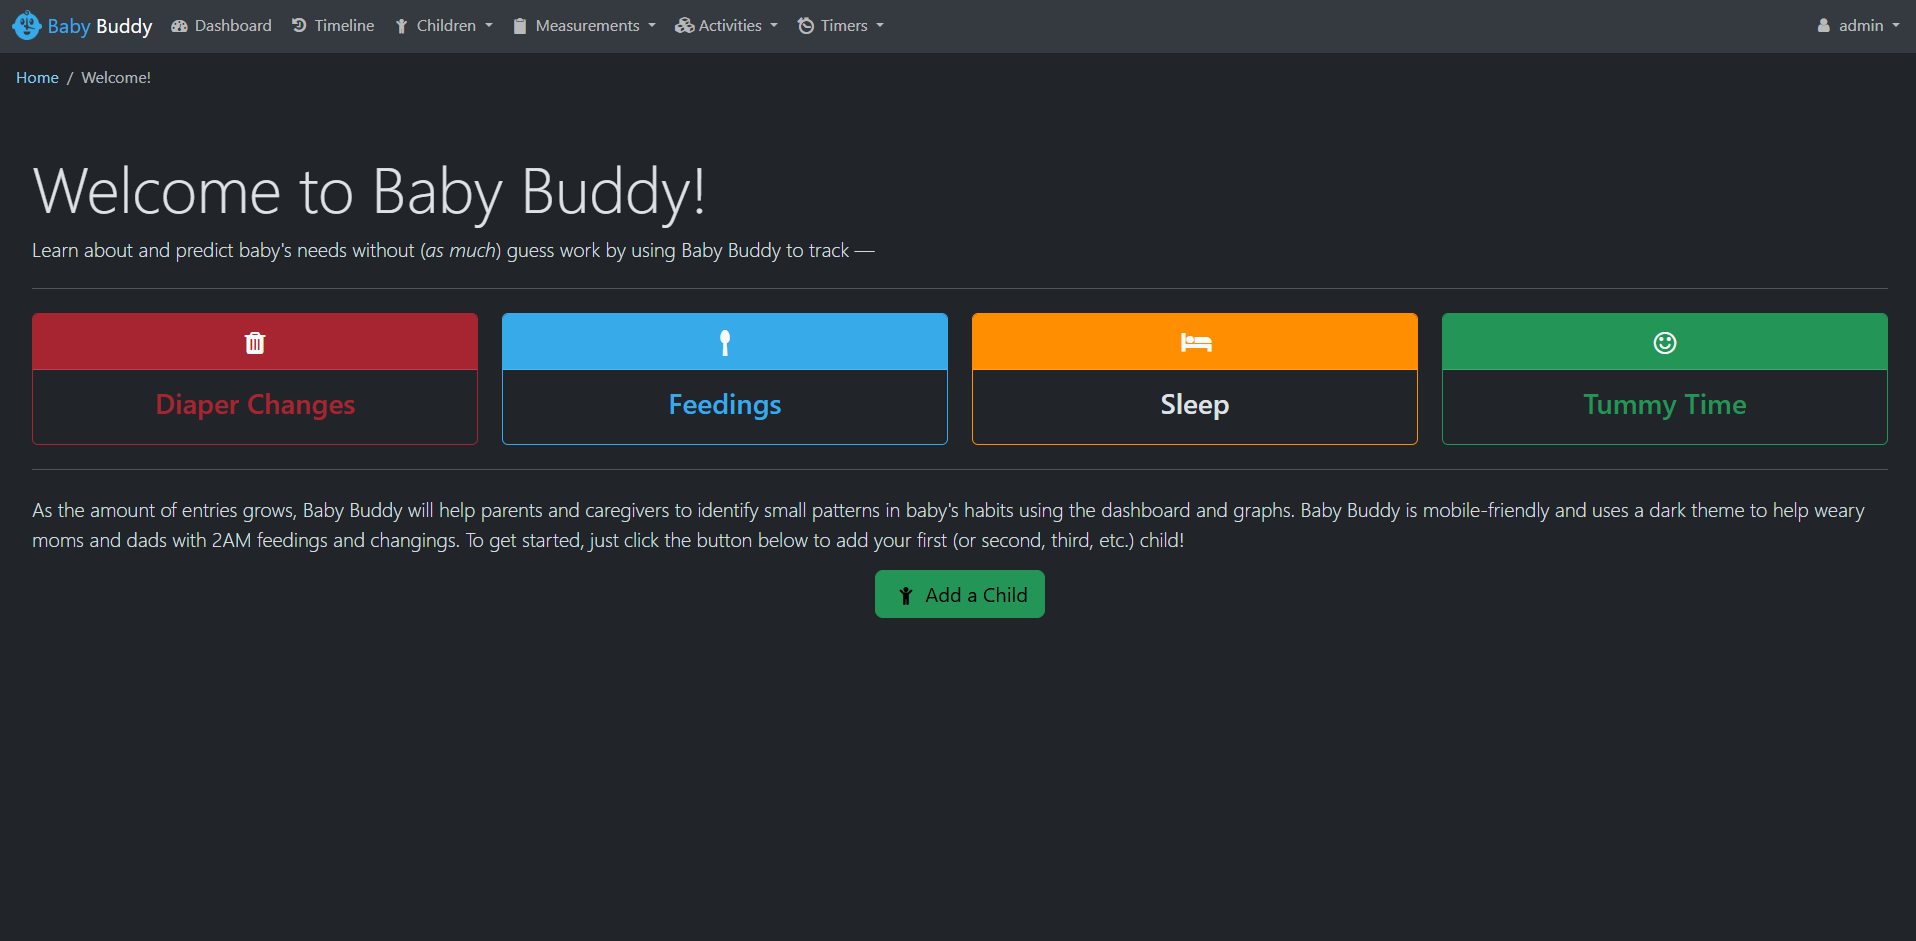 Baby Buddy Dashboard Timeline Children Measurements Activities Timers admin
Home / Welcome!
Welcome to Baby Buddy!
Learn about and predict baby's needs without (as much) guess work by using Baby Buddy to track —
Diaper Changes
Feedings
Sleep
Tummy Time
As the amount of entries grows, Baby Buddy will help parents and caregivers to identify small patterns in baby's habits using the dashboard and graphs. Baby Buddy is mobile-friendly and uses a dark theme to help weary
moms and dads with 2AM feedings and changings. To get started, just click the button below to add your first (or second, third, etc.) child!
Add a Child